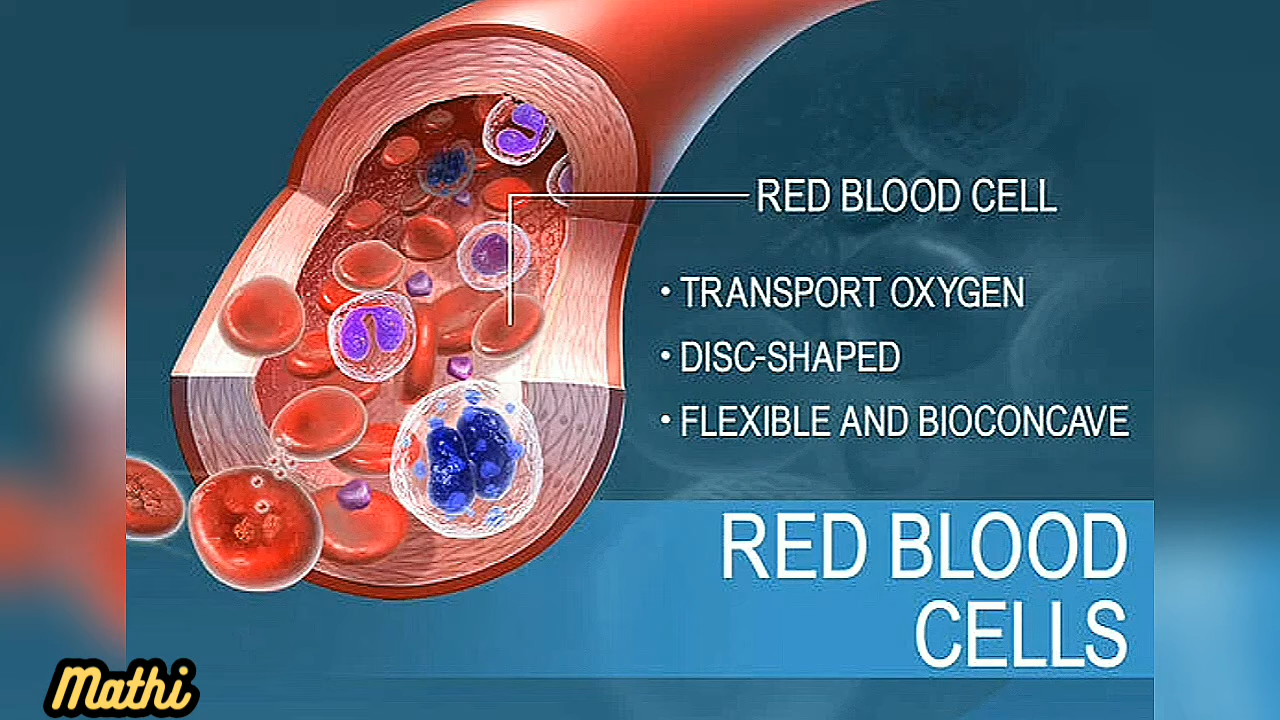 RED BLOOD CELL
• TRANSPORT OXYGEN
• DISC-SHAPED
• FLEXIBLE AND BIOCONCAVE
RED BLOOD
CELLS
Mathi